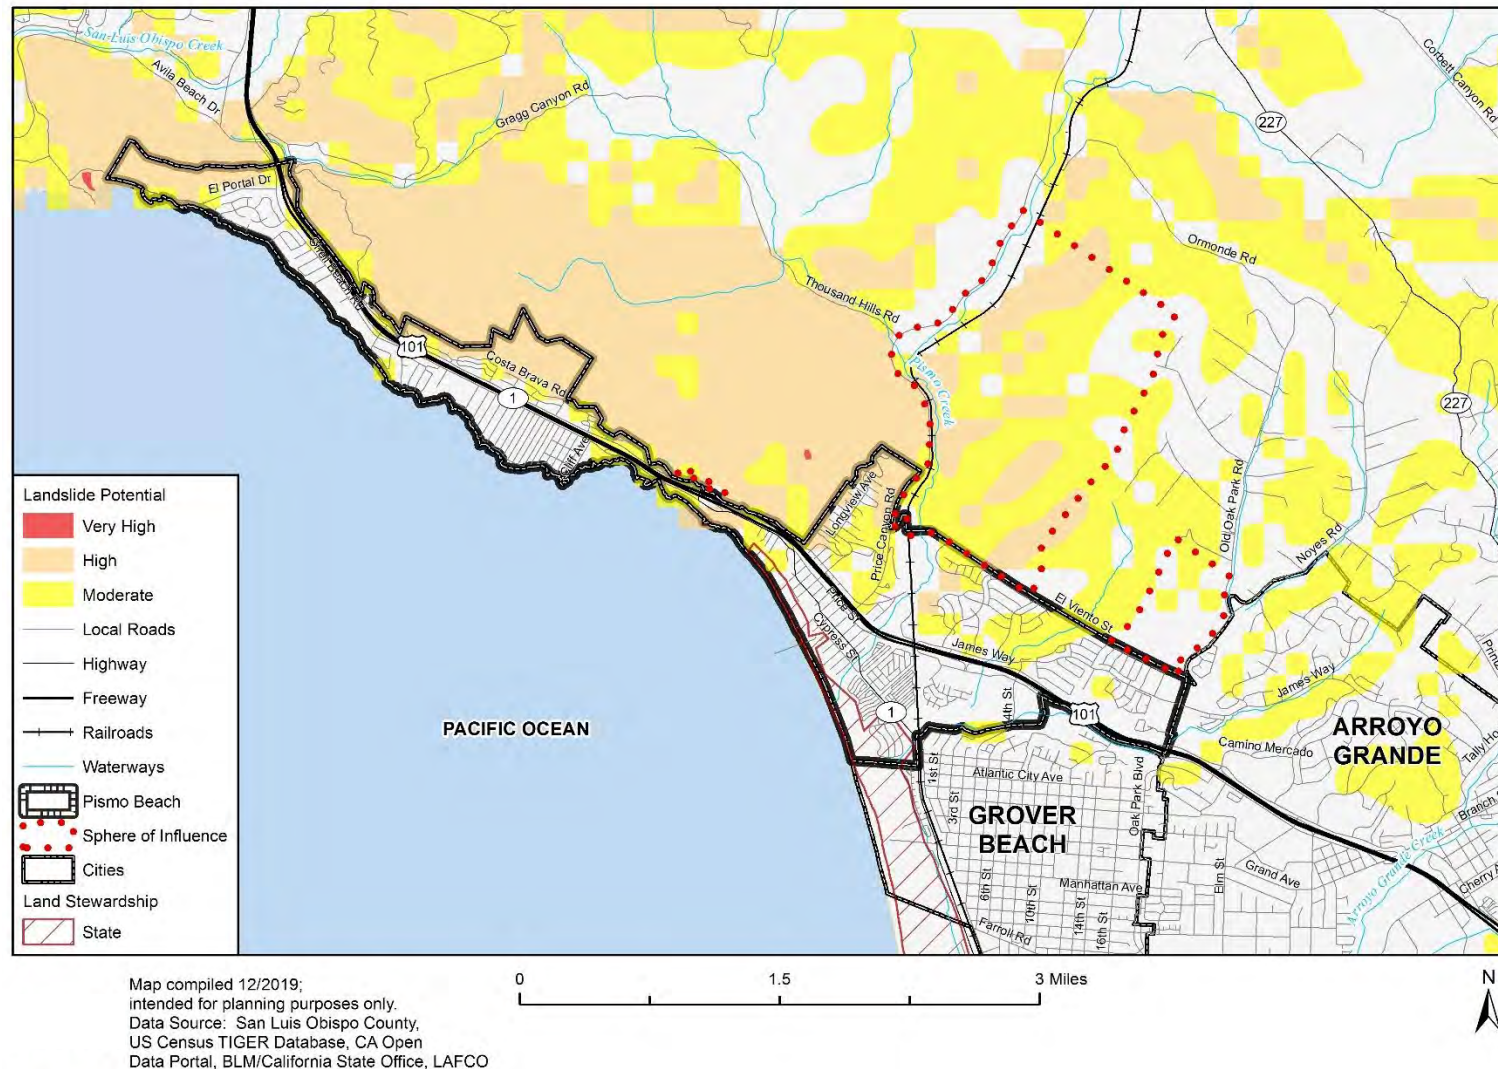 San Luis Obispo Creek
Avila Beach Dr
Gragg Canyon Rd
Corbett Canyon Rd
227
El Portal Dr
Ormonde Rd
Thousand Hills Rd
Pismo Creek
101
Costa Brava Rd
1
227
Cliff Ave
Longview Ave
Price Canyon Rd
Old Oak Park Rd
Noyes Rd
El Viento St
Price St
Cypress St
James Way
James Way
4th St
101
1
PACIFIC OCEAN
ARROYO
GRANDE
Camino Mercado
1st St
Atlantic City Ave
Oak Park Blvd
3rd St
GROVER
BEACH
Branch
Arroyo Grande Creek
Elm St
Grand Ave
Manhattan Ave
6th St
10th St
14th St
16th St
Farroll Rd
Landslide Potential
Very High
High
Moderate
Local Roads
Highway
Freeway
Railroads
Waterways
Pismo Beach
Sphere of Influence
Cities
Land Stewardship
State
Map compiled 12/2019;
intended for planning purposes only.
Data Source: San Luis Obispo County,
US Census TIGER Database, CA Open
Data Portal, BLM/California State Office, LAFCO
0 1.5 3 Miles
N